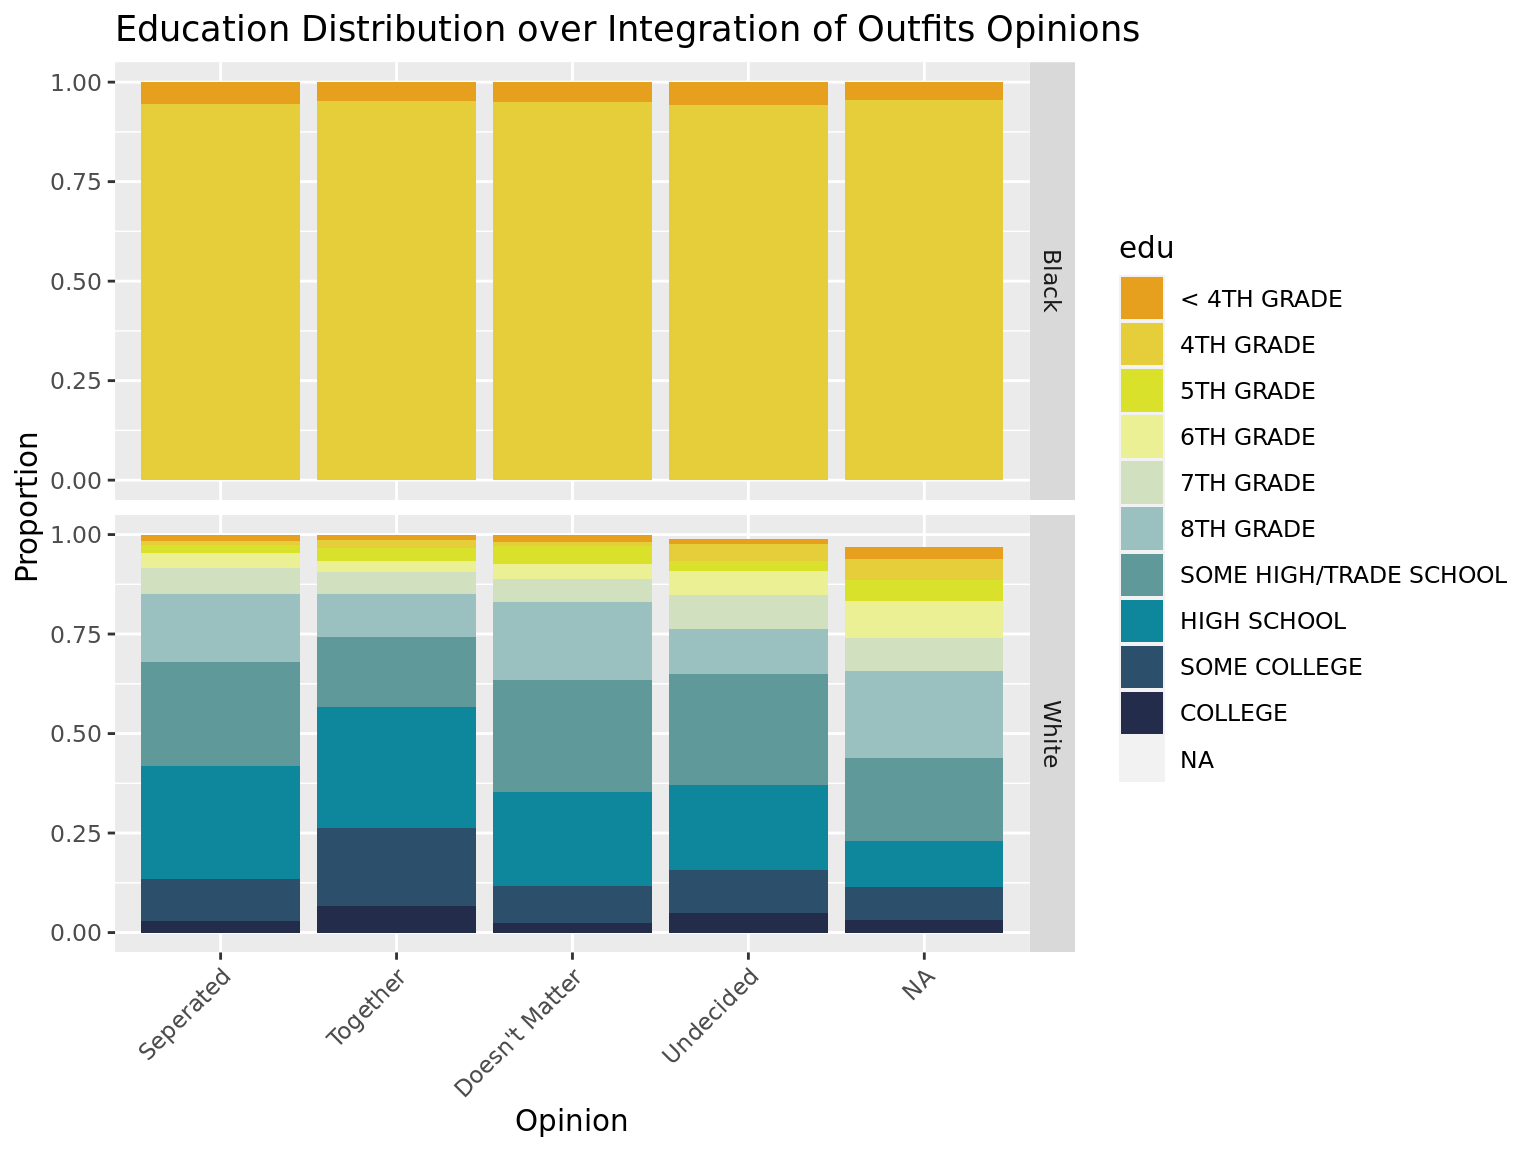 Education Distribution over Integration of Outfits Opinions
Proportion
1.00
0.75
0.50
0.25
0.00
Black
1.00
0.75
0.50
0.25
0.00
White
Seperated
Together
Doesn't Matter
Undecided
NA
Opinion
edu
< 4TH GRADE
4TH GRADE
5TH GRADE
6TH GRADE
7TH GRADE
8TH GRADE
SOME HIGH/TRADE SCHOOL
HIGH SCHOOL
SOME COLLEGE
COLLEGE
NA